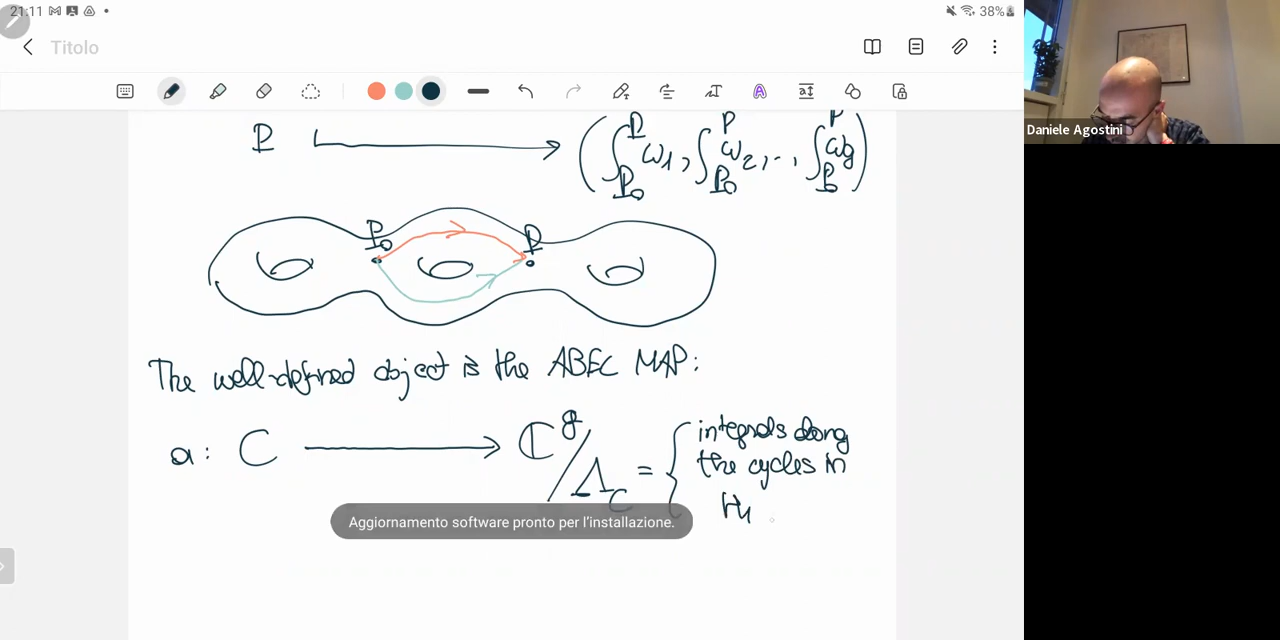 21:11
38%
Titolo
Daniele Agostini
P ⟼ (∫_{P₀}^{P} ω₁, ∫_{P₀}^{P} ω₂, .., ∫_{P₀}^{P} ω_g)
P₀ P
The well-defined object is the ABEL MAP:
a: C ⟶ ℂ^g/Λ_C = { integrals along
the cycles in
H₁
Aggiornamento software pronto per l'installazione.